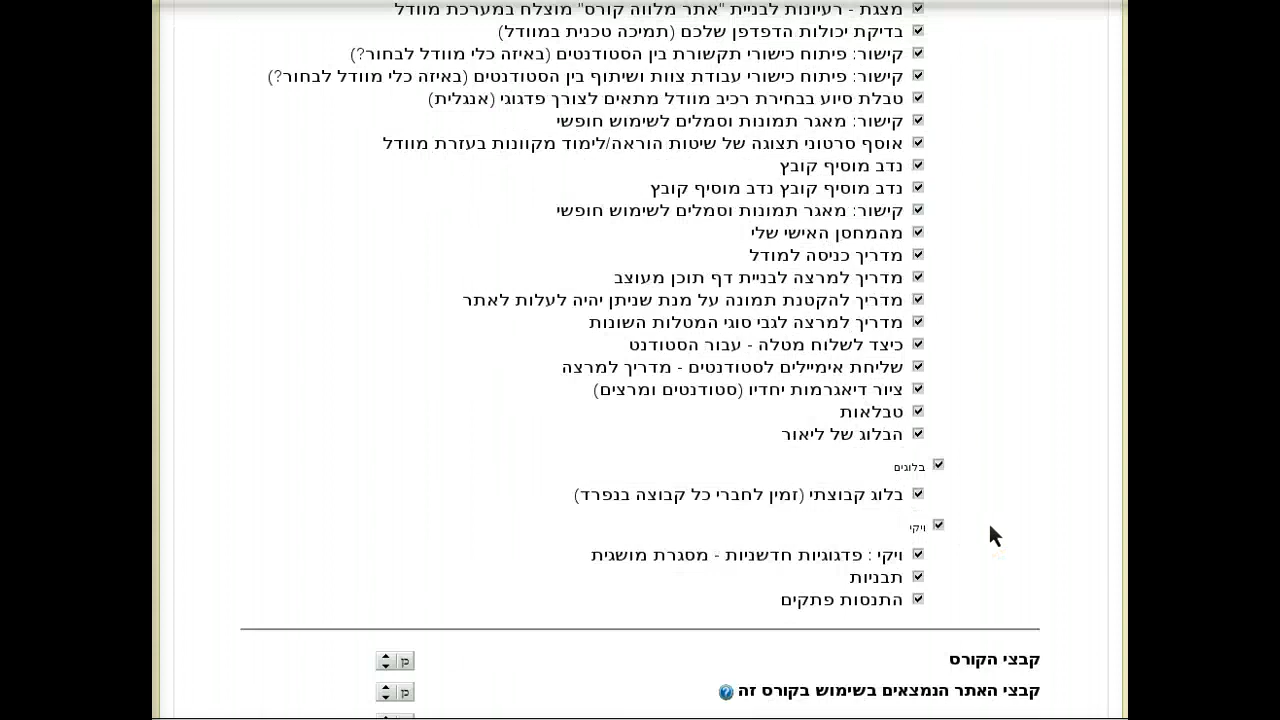 מצגת - רעיונות לבניית "אתר מלווה קורס" מוצלח במערכת מוודל
בדיקת יכולות הדפדפן שלכם (תמיכה טכנית במוודל)
קישור: פיתוח כישורי תקשורת בין הסטודנטים (באיזה כלי מוודל לבחור?)
קישור: פיתוח כישורי עבודת צוות ושיתוף בין הסטודנטים (באיזה כלי מוודל לבחור?)
טבלת סיוע בבחירת רכיב מוודל מתאים לצורך פדגוגי (אנגלית)
קישור: מאגר תמונות וסמלים לשימוש חופשי
אוסף סרטוני תצוגה של שיטות הוראה/לימוד מקוונות בעזרת מוודל
נדב מוסיף קובץ
נדב מוסיף קובץ נדב מוסיף קובץ
קישור: מאגר תמונות וסמלים לשימוש חופשי
מהמחסן האישי שלי
מדריך כניסה למודל
מדריך למרצה לבניית דף תוכן מעוצב
מדריך להקטנת תמונה על מנת שניתן יהיה לעלות לאתר
מדריך למרצה לגבי סוגי המטלות השונות
כיצד לשלוח מטלה - עבור הסטודנט
שליחת אימיילים לסטודנטים - מדריך למרצה
ציור דיאגרמות יחדיו (סטודנטים ומרצים)
טבלאות
הבלוג של ליאור
בלוגים
בלוג קבוצתי (זמין לחברי כל קבוצה בנפרד)
ויקי
ויקי : פדגוגיות חדשניות - מסגרת מושגית
תבניות
התנסות פתקים
קבצי הקורס כן
קבצי האתר הנמצאים בשימוש בקורס זה כן